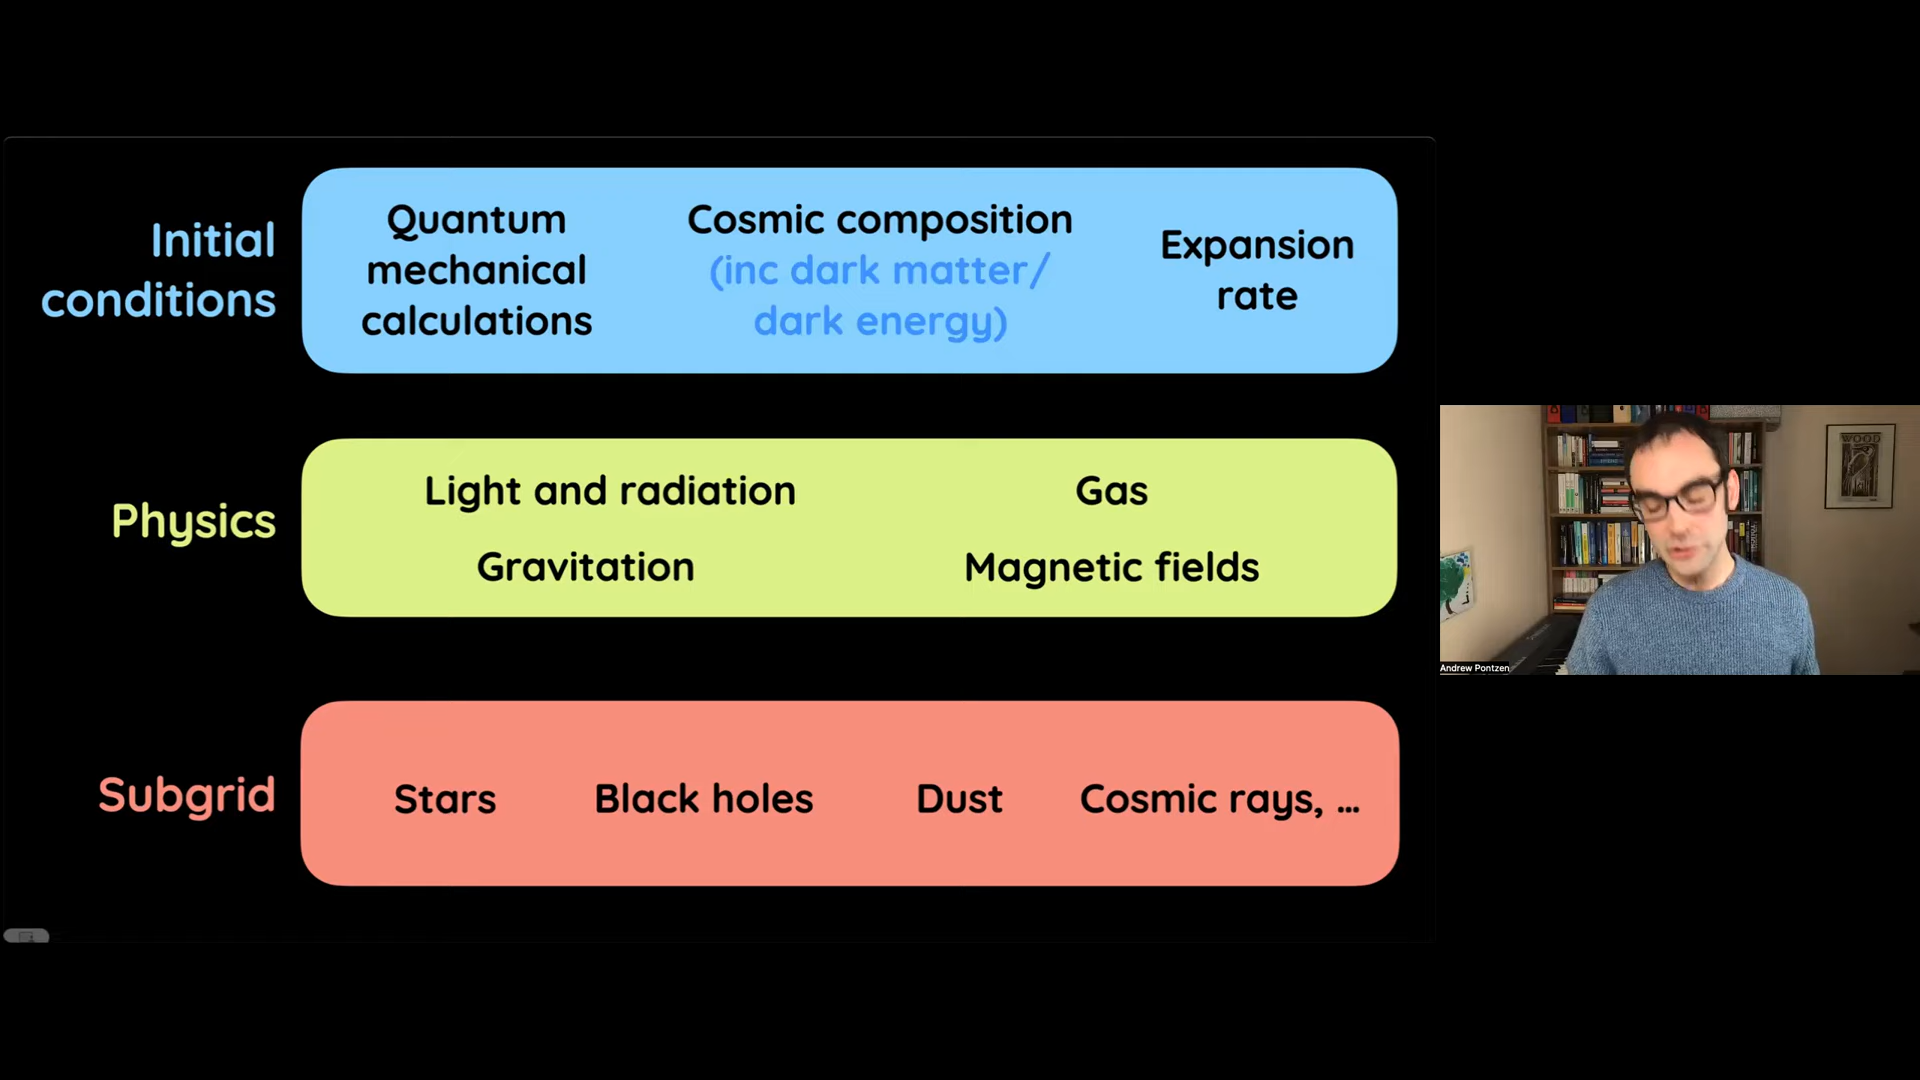 Initial
conditions
Quantum
mechanical
calculations
Cosmic composition
(inc dark matter/
dark energy)
Expansion
rate
Physics
Light and radiation
Gas
Gravitation
Magnetic fields
Subgrid
Stars
Black holes
Dust
Cosmic rays, ...
WOOD
Andrew Pontzen